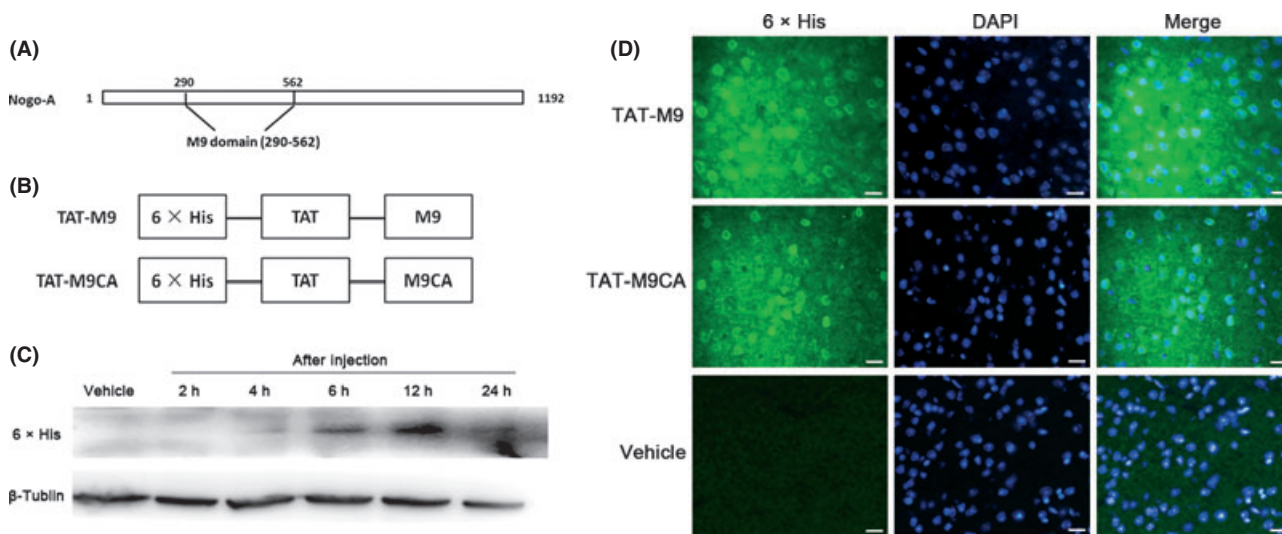 (A)
290 562
Nogo-A 1 1192
M9 domain (290-562)
(B)
TAT-M9 6 × His TAT M9
TAT-M9CA 6 × His TAT M9CA
(C)
After injection
Vehicle 2 h 4 h 6 h 12 h 24 h
6 × His
β-Tublin
(D)
6 × His DAPI Merge
TAT-M9
TAT-M9CA
Vehicle